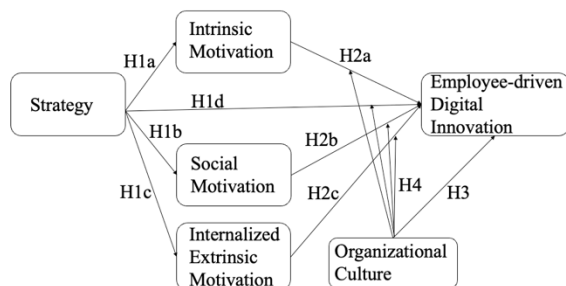 Intrinsic
Motivation
H1a
H2a
Strategy
H1d
Employee-driven
Digital
Innovation
H1b
H2b
Social
Motivation
H1c
H2c
H4
H3
Internalized
Extrinsic
Motivation
Organizational
Culture